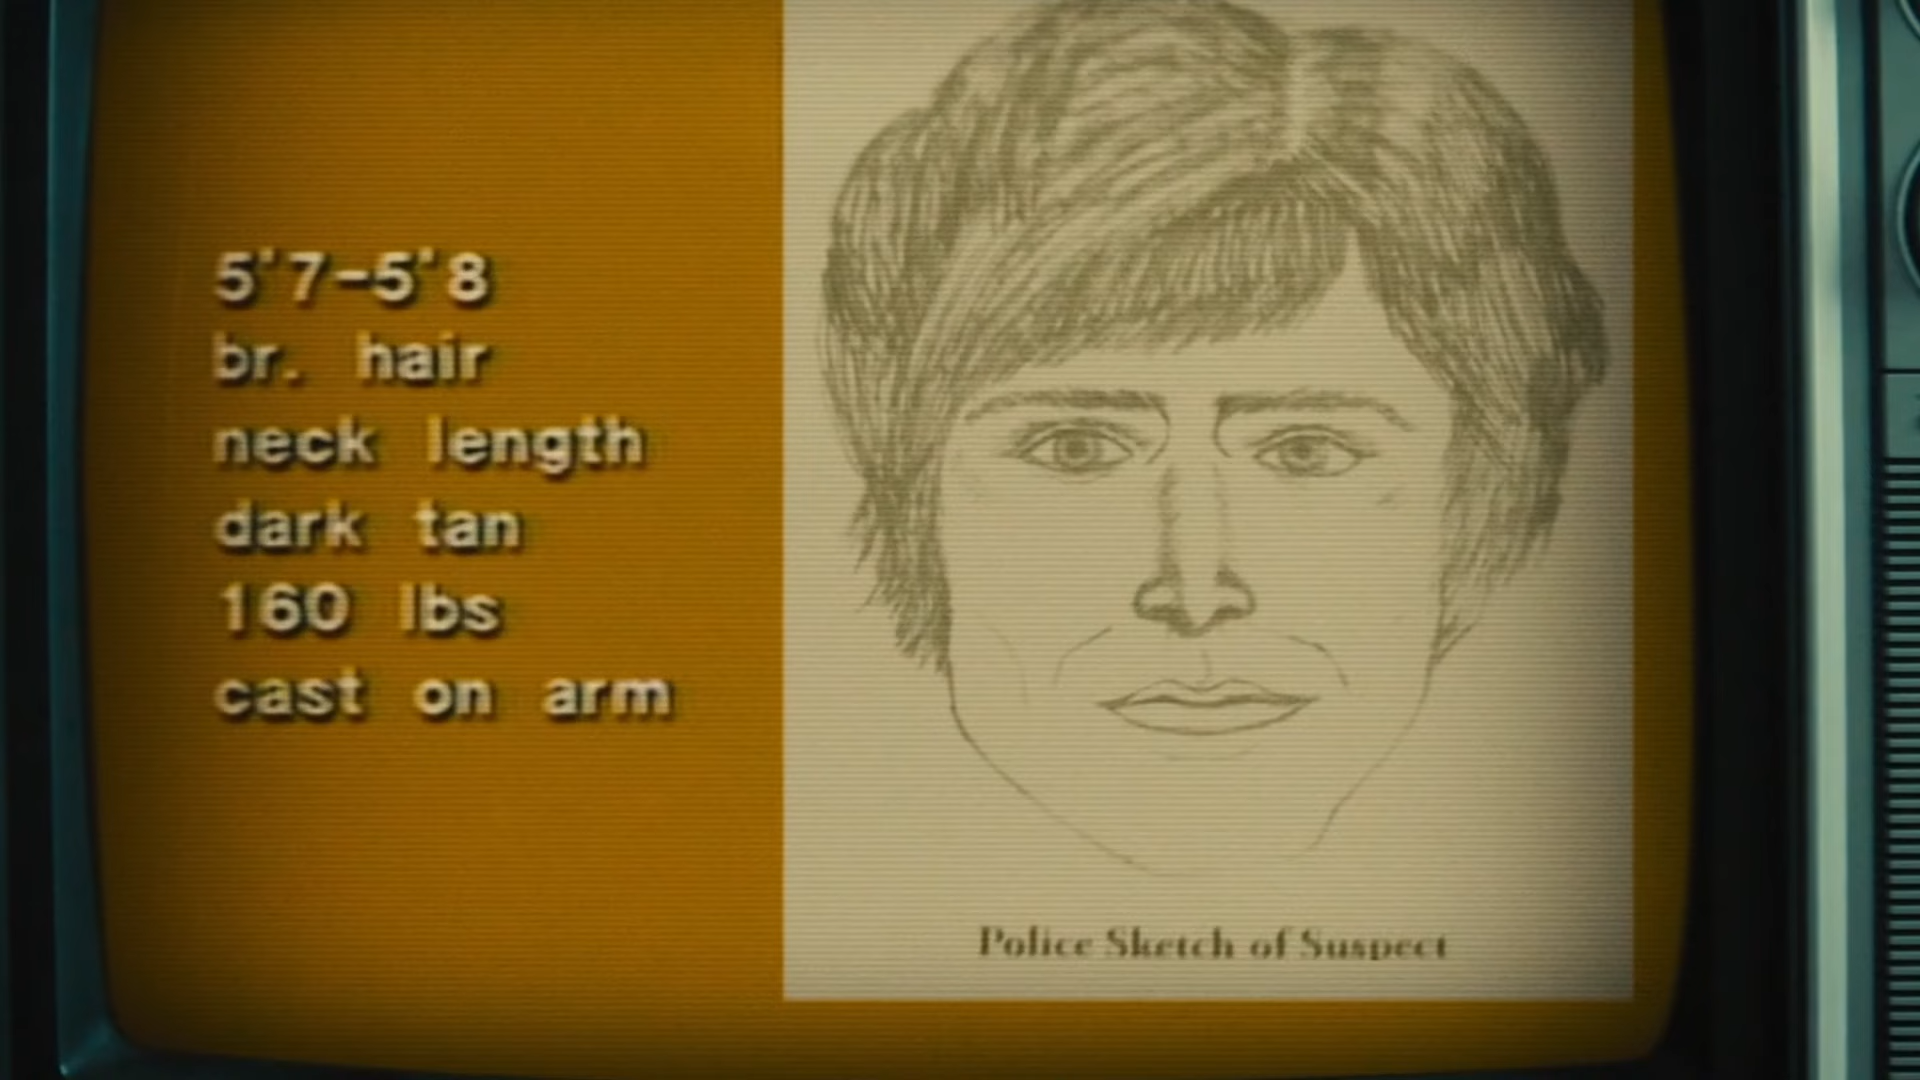 5'7-5'8
br. hair
neck length
dark tan
160 lbs
cast on arm
Police Sketch of Suspect